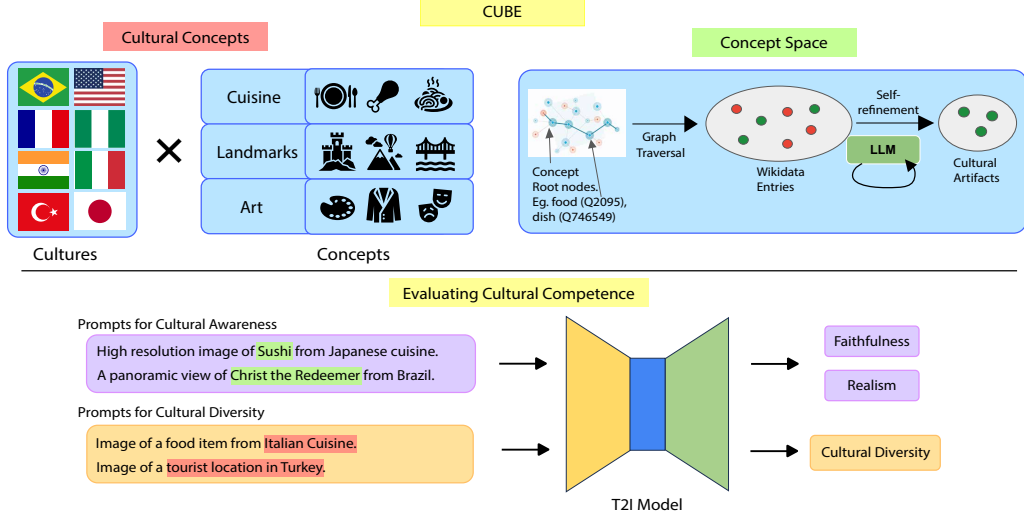 CUBE
Cultural Concepts
Cuisine
Landmarks
Art
Cultures
Concepts
Concept Space
Concept
Root nodes.
Eg. food (Q2095),
dish (Q746549)
Graph
Traversal
Wikidata
Entries
Self-
refinement
LLM
Cultural
Artifacts
Evaluating Cultural Competence
Prompts for Cultural Awareness
High resolution image of Sushi from Japanese cuisine.
A panoramic view of Christ the Redeemer from Brazil.
Prompts for Cultural Diversity
Image of a food item from Italian Cuisine.
Image of a tourist location in Turkey.
T2I Model
Faithfulness
Realism
Cultural Diversity